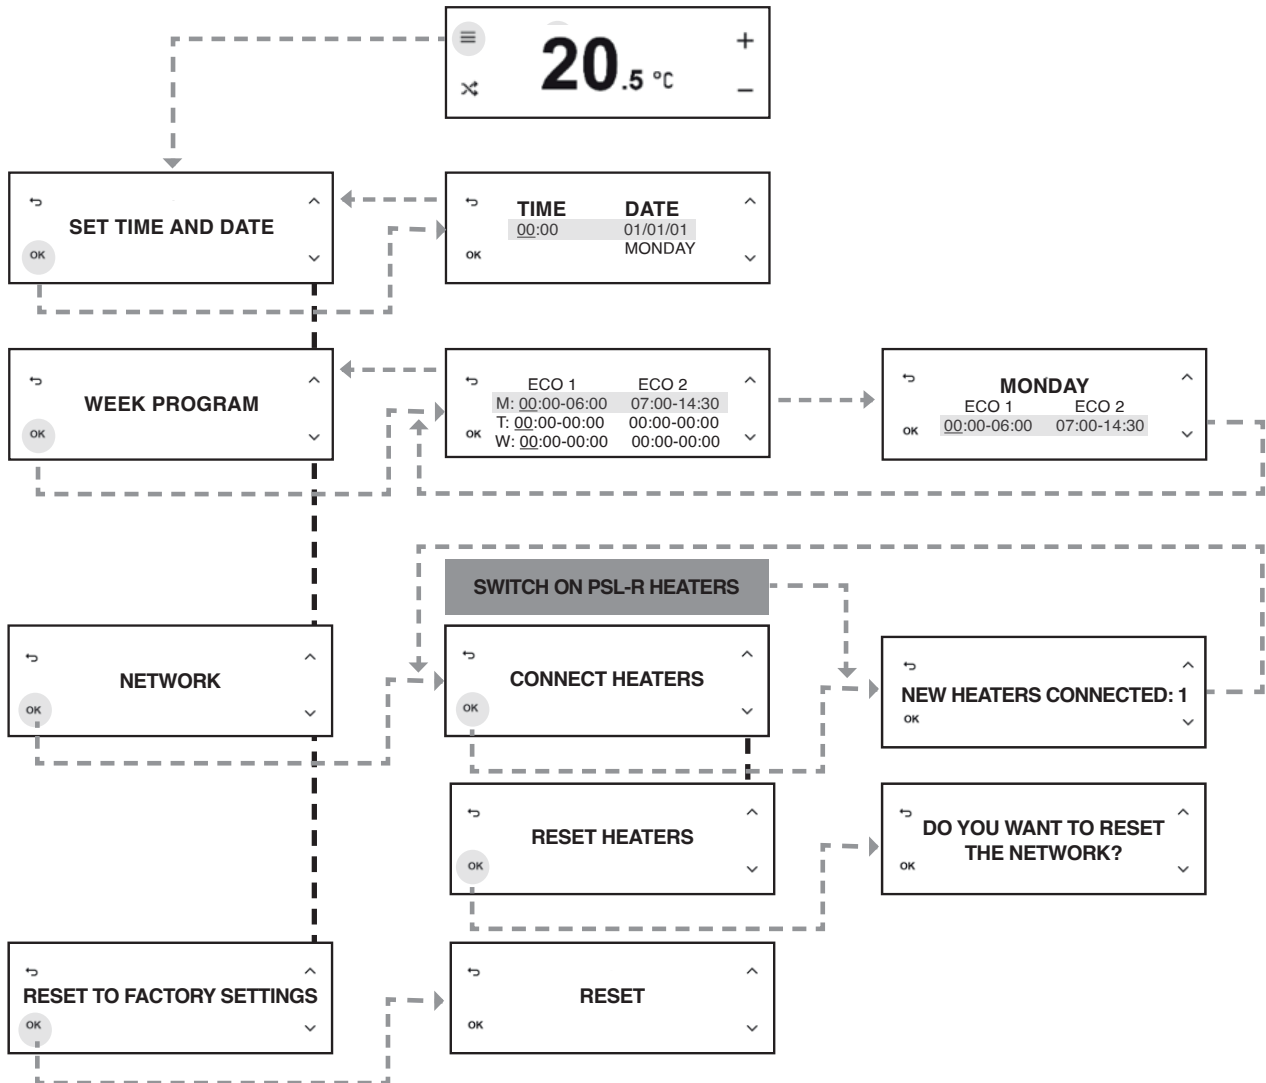 20.5 °C
+
−
SET TIME AND DATE
OK
TIME DATE
00:00 01/01/01
MONDAY
OK
WEEK PROGRAM
OK
ECO 1 ECO 2
M: 00:00-06:00 07:00-14:30
T: 00:00-00:00 00:00-00:00
W: 00:00-00:00 00:00-00:00
OK
MONDAY
ECO 1 ECO 2
00:00-06:00 07:00-14:30
OK
SWITCH ON PSL-R HEATERS
NETWORK
OK
CONNECT HEATERS
OK
NEW HEATERS CONNECTED: 1
OK
RESET HEATERS
OK
DO YOU WANT TO RESET
THE NETWORK?
OK
RESET TO FACTORY SETTINGS
OK
RESET
OK